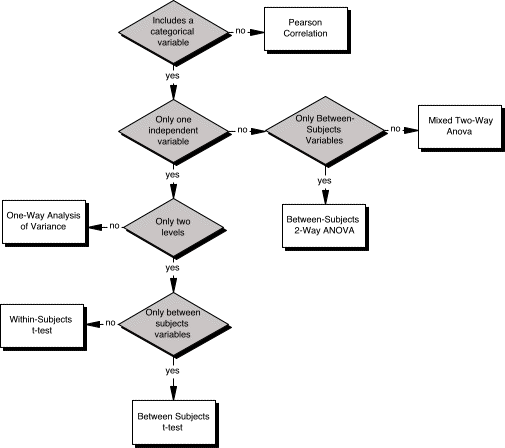 Includes a
categorical
variable
no
Pearson
Correlation
yes
Only one
independent
variable
no
Only Between-
Subjects
Variables
no
Mixed Two-Way
Anova
yes
yes
One-Way Analysis
of Variance
no
Only two
levels
Between-Subjects
2-Way ANOVA
yes
Within-Subjects
t-test
no
Only between
subjects
variables
yes
Between Subjects
t-test